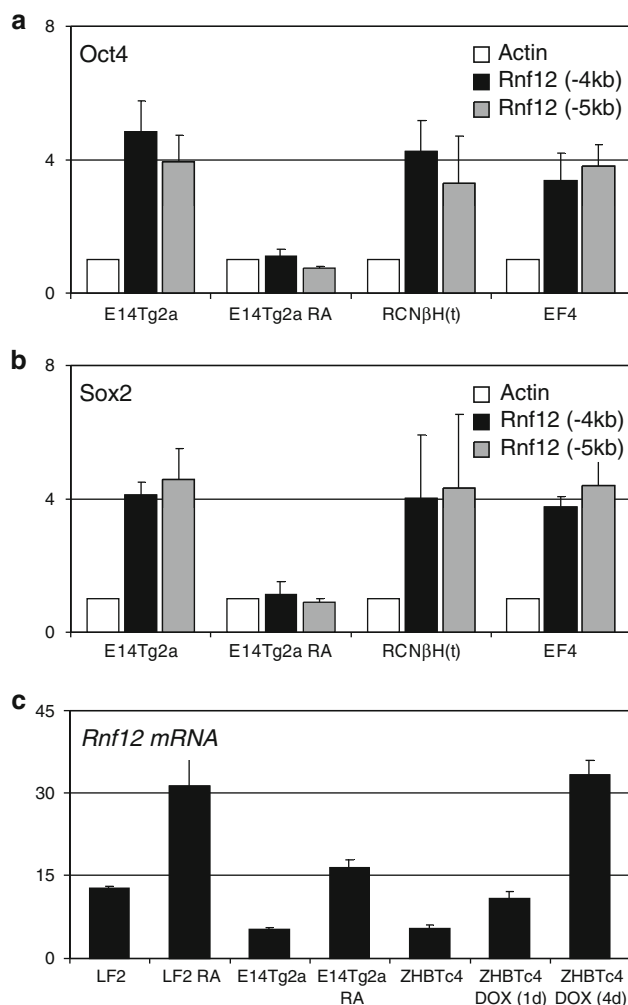 a
Oct4
Actin
Rnf12 (-4kb)
Rnf12 (-5kb)
8
4
0
E14Tg2a
E14Tg2a RA
RCNβH(t)
EF4
b
Sox2
Actin
Rnf12 (-4kb)
Rnf12 (-5kb)
8
4
0
E14Tg2a
E14Tg2a RA
RCNβH(t)
EF4
c
Rnf12 mRNA
45
30
15
0
LF2
LF2 RA
E14Tg2a
E14Tg2a
RA
ZHBTc4
ZHBTc4
DOX (1d)
ZHBTc4
DOX (4d)